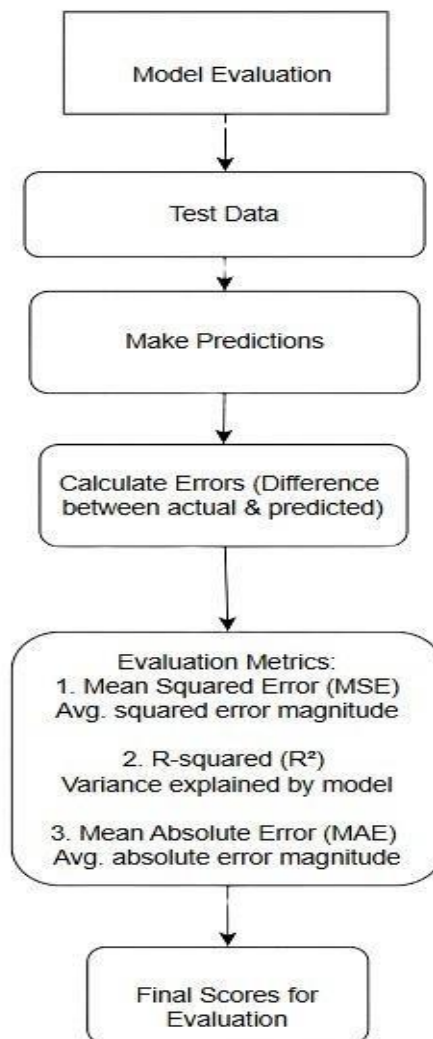 Model Evaluation
Test Data
Make Predictions
Calculate Errors (Difference
between actual & predicted)
Evaluation Metrics:
1. Mean Squared Error (MSE)
Avg. squared error magnitude
2. R-squared (R²)
Variance explained by model
3. Mean Absolute Error (MAE)
Avg. absolute error magnitude
Final Scores for
Evaluation